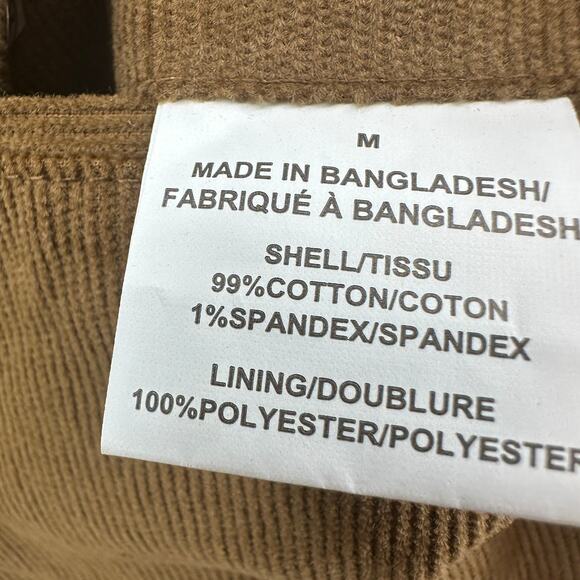 M
MADE IN BANGLADESH/
FABRIQUÉ À BANGLADESH
SHELL/TISSU
99%COTTON/COTON
1%SPANDEX/SPANDEX
LINING/DOUBLURE
100%POLYESTER/POLYESTER